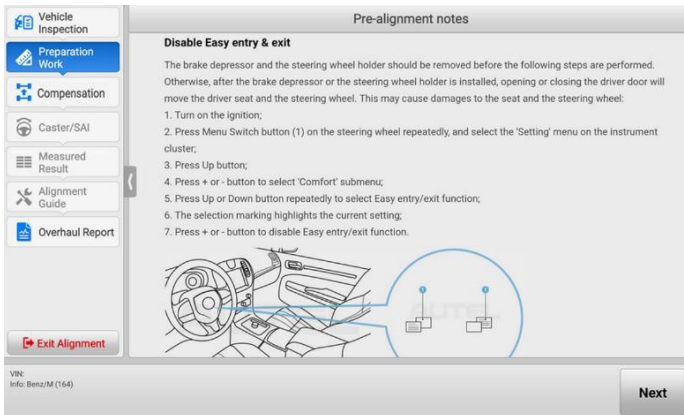 Pre-alignment notes
Vehicle
Inspection
Preparation
Work
Compensation
Caster/SAI
Measured
Result
Alignment
Guide
Overhaul Report
Exit Alignment
Disable Easy entry & exit
The brake depressor and the steering wheel holder should be removed before the following steps are performed.
Otherwise, after the brake depressor or the steering wheel holder is installed, opening or closing the driver door will
move the driver seat and the steering wheel. This may cause damages to the seat and the steering wheel:
1. Turn on the ignition;
2. Press Menu Switch button (1) on the steering wheel repeatedly, and select the 'Setting' menu on the instrument
cluster;
3. Press Up button;
4. Press + or - button to select 'Comfort' submenu;
5. Press Up or Down button repeatedly to select Easy entry/exit function;
6. The selection marking highlights the current setting;
7. Press + or - button to disable Easy entry/exit function.
AUTEL
VIN:
Info: Benz/M (164)
Next